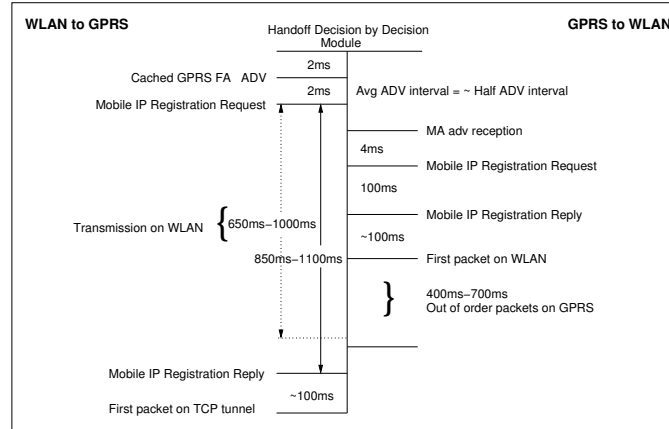 WLAN to GPRS
Handoff Decision by Decision
Module
GPRS to WLAN
2ms
Cached GPRS FA ADV
2ms
Avg ADV interval = ~ Half ADV interval
Mobile IP Registration Request
MA adv reception
4ms
Mobile IP Registration Request
100ms
Mobile IP Registration Reply
Transmission on WLAN
{
650ms–1000ms
~100ms
850ms–1100ms
First packet on WLAN
}
400ms–700ms
Out of order packets on GPRS
Mobile IP Registration Reply
~100ms
First packet on TCP tunnel